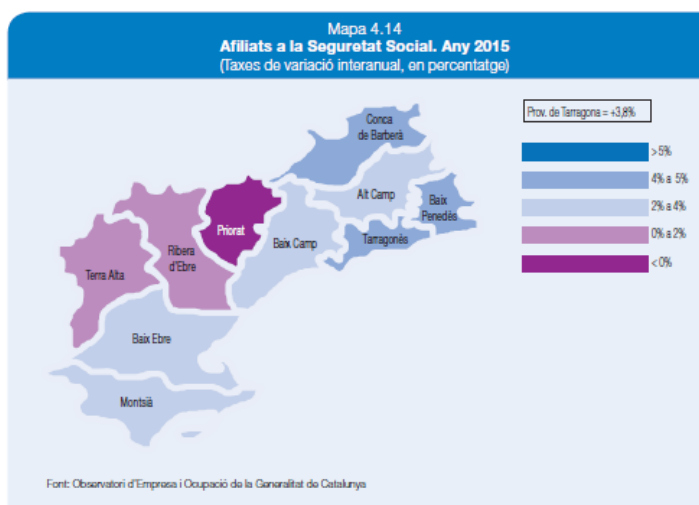 Mapa 4.14
Afiliats a la Seguretat Social. Any 2015
(Taxes de variació interanual, en percentatge)
Prov. de Tarragona = +3,8%
> 5%
4% a 5%
2% a 4%
0% a 2%
< 0%
Conca
de Barberà
Alt Camp
Baix
Penedès
Priorat
Baix Camp
Tarragonès
Ribera
d'Ebre
Terra Alta
Baix Ebre
Montsià
Font: Observatori d'Empresa i Ocupació de la Generalitat de Catalunya